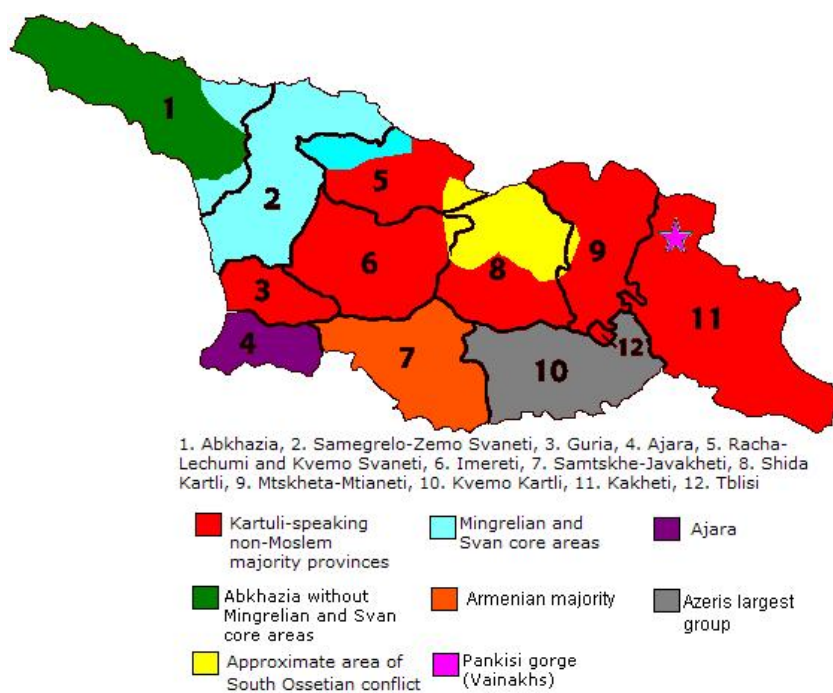 1
2
5
6
8
9
3
4
7
10
12
11
1. Abkhazia, 2. Samegrelo-Zemo Svaneti, 3. Guria, 4. Ajara, 5. Racha-
Lechumi and Kvemo Svaneti, 6. Imereti, 7. Samtskhe-Javakheti, 8. Shida
Kartli, 9. Mtskheta-Mtianeti, 10. Kvemo Kartli, 11. Kakheti, 12. Tblisi
Kartuli-speaking
non-Moslem
majority provinces
Mingrelian and
Svan core areas
Ajara
Abkhazia without
Mingrelian and Svan
core areas
Armenian majority
Azeris largest
group
Approximate area of
South Ossetian conflict
Pankisi gorge
(Vainakhs)